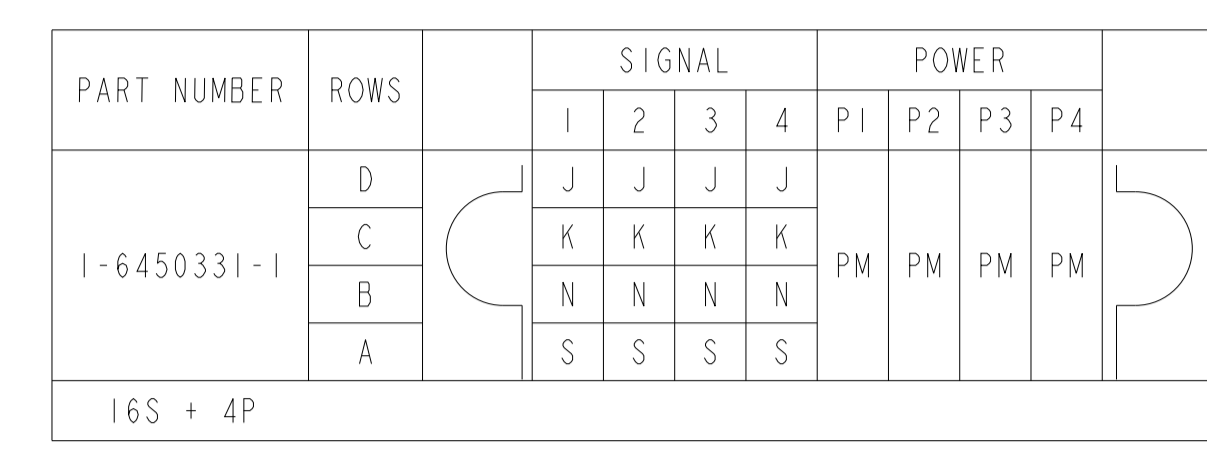 PART NUMBER ROWS SIGNAL POWER
1 2 3 4 P1 P2 P3 P4
D J J J J
C K K K K
1-6450331-1 PM PM PM PM
B N N N N
A S S S S
16S + 4P